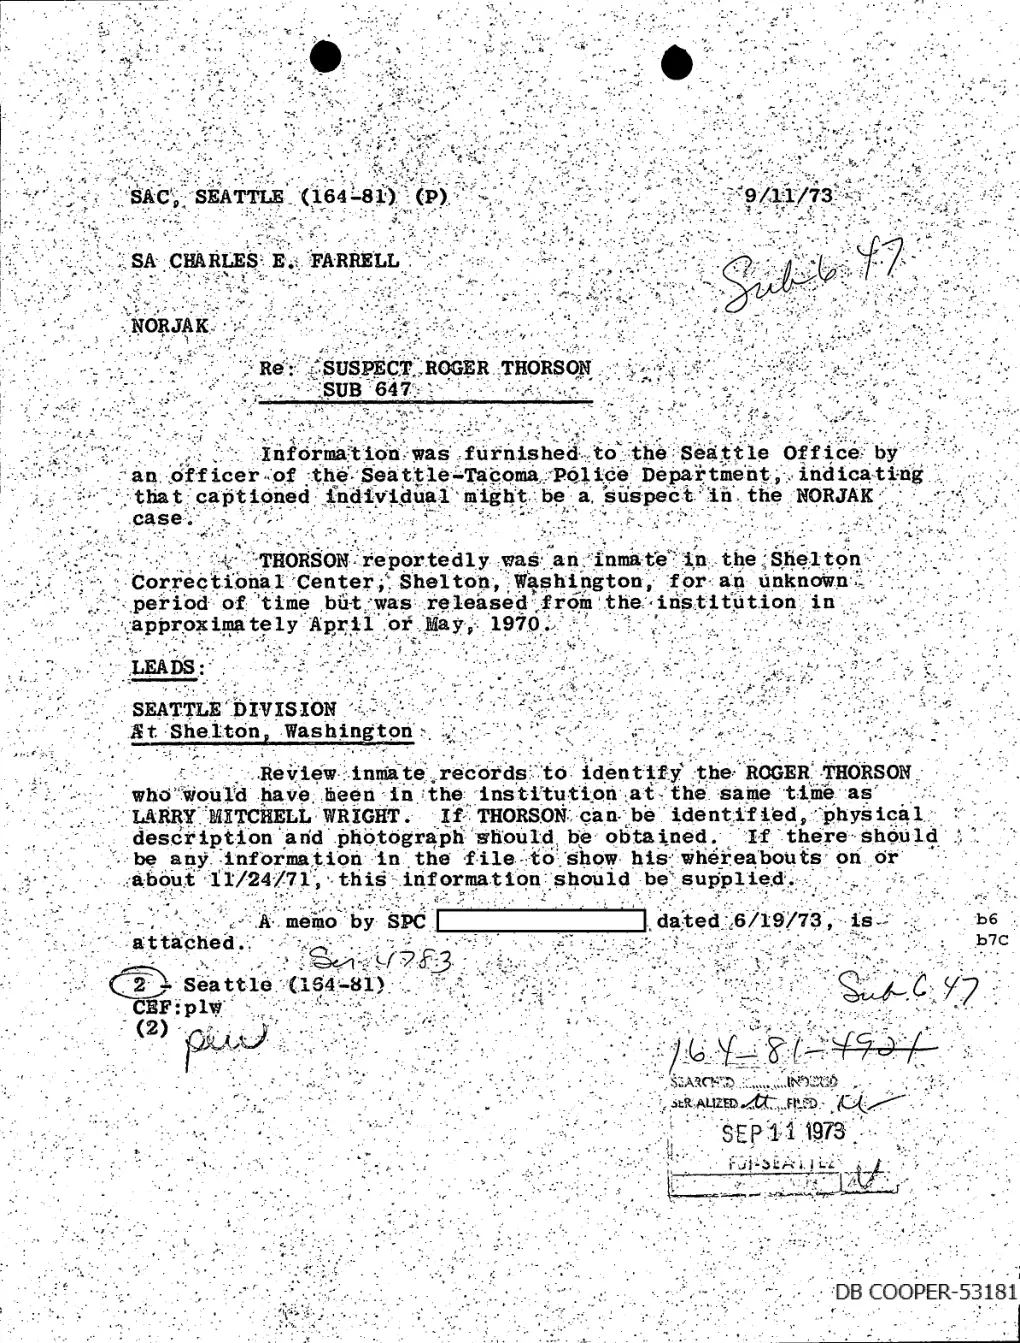 SAC, SEATTLE (164-81) (P) 9/11/73
SA CHARLES E. FARRELL
Sub 6 47
NORJAK
Re: SUSPECT ROGER THORSON
SUB 647
Information was furnished to the Seattle Office by
an officer of the Seattle-Tacoma Police Department, indicating
that captioned individual might be a suspect in the NORJAK
case.
THORSON reportedly was an inmate in the Shelton
Correctional Center, Shelton, Washington, for an unknown
period of time but was released from the institution in
approximately April or May, 1970.
LEADS:
SEATTLE DIVISION
At Shelton, Washington
Review inmate records to identify the ROGER THORSON
who would have been in the institution at the same time as
LARRY MITCHELL WRIGHT. If THORSON can be identified, physical
description and photograph should be obtained. If there should
be any information in the file to show his whereabouts on or
about 11/24/71, this information should be supplied.
A memo by SPC dated 6/19/73, is b6
attached. b7C
Ser 4783
2 - Seattle (164-81)
Sub. 6 47
CEF:plw
(2)
164-81-4921
SEARCHED ........ INDEXED
SERIALIZED FILED
SEP 11 1973
FBI-SEATTLE
DB COOPER-53181